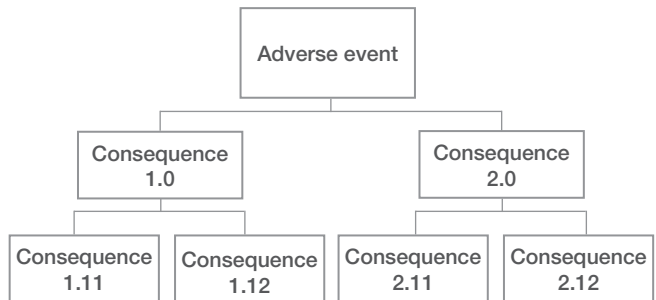 Adverse event
Consequence
1.0
Consequence
2.0
Consequence
1.11
Consequence
1.12
Consequence
2.11
Consequence
2.12